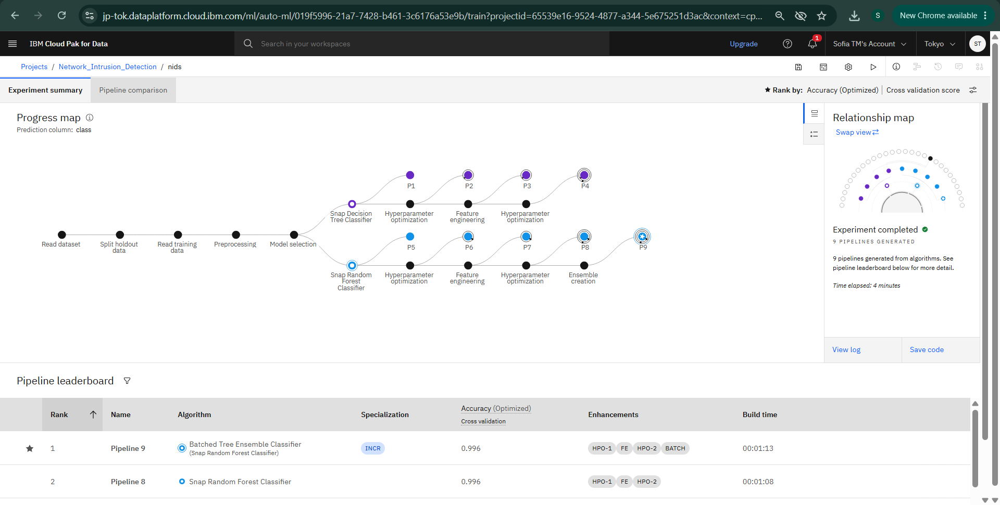 jp-tok.dataplatform.cloud.ibm.com/ml/auto-ml/019f5996-21a7-7428-b461-3c6176a53e9b/train?projectid=65539e16-9524-4877-a344-5e675251d3ac&context=cp...
S
New Chrome available
IBM Cloud Pak for Data
Search in your workspaces
Upgrade
1
Sofia TM's Account
Tokyo
ST
Projects / Network_Intrusion_Detection / nids
Experiment summary
Pipeline comparison
Rank by: Accuracy (Optimized) | Cross validation score
Progress map
Prediction column: class
P1
P2
P3
P4
Snap Decision
Tree Classifier
Hyperparameter
optimization
Feature
engineering
Hyperparameter
optimization
Read dataset
Split holdout
data
Read training
data
Preprocessing
Model selection
P5
P6
P7
P8
P9
Snap Random
Forest
Classifier
Hyperparameter
optimization
Feature
engineering
Hyperparameter
optimization
Ensemble
creation
Relationship map
Swap view
Experiment completed
9 PIPELINES GENERATED
9 pipelines generated from algorithms. See
pipeline leaderboard below for more detail.
Time elapsed: 4 minutes
View log
Save code
Pipeline leaderboard
Rank
Name
Algorithm
Specialization
Accuracy (Optimized)
Cross validation
Enhancements
Build time
1
Pipeline 9
Batched Tree Ensemble Classifier
(Snap Random Forest Classifier)
INCR
0.996
HPO-1 FE HPO-2 BATCH
00:01:13
2
Pipeline 8
Snap Random Forest Classifier
0.996
HPO-1 FE HPO-2
00:01:08